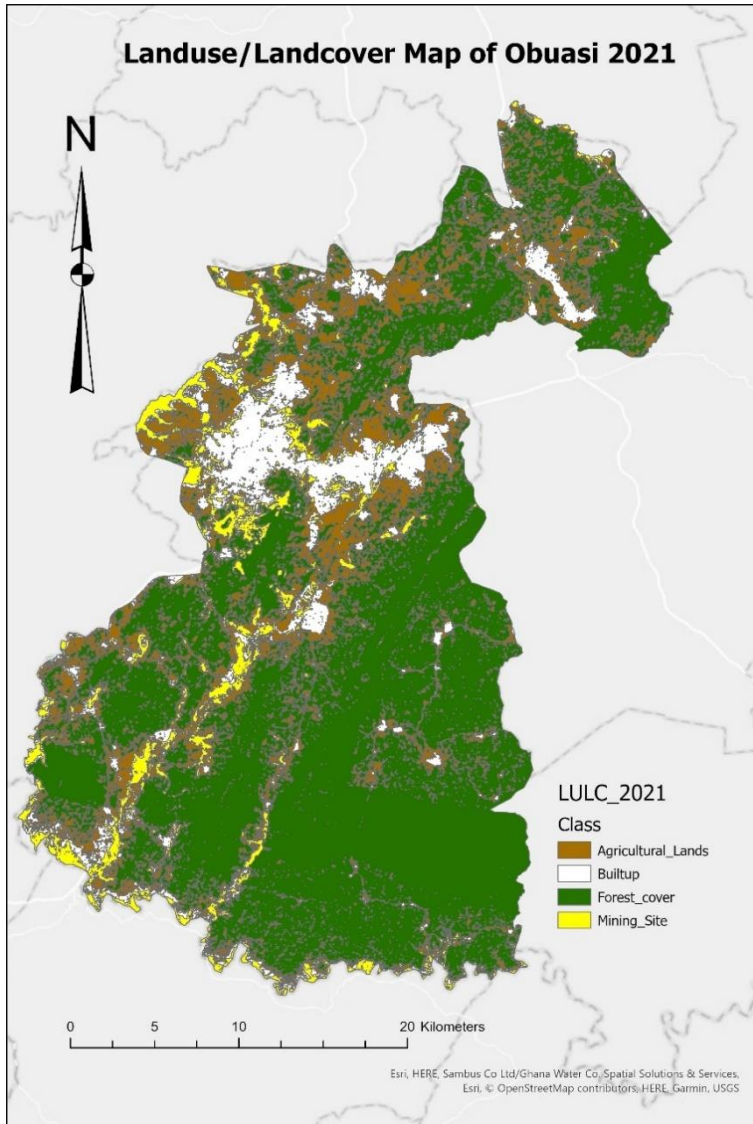 Landuse/Landcover Map of Obuasi 2021
N
LULC_2021
Class
Agricultural_Lands
Builtup
Forest_cover
Mining_Site
0 5 10 20 Kilometers
Esri, HERE, Sambus Co Ltd/Ghana Water Co, Spatial Solutions & Services,
Esri, © OpenStreetMap contributors, HERE, Garmin, USGS